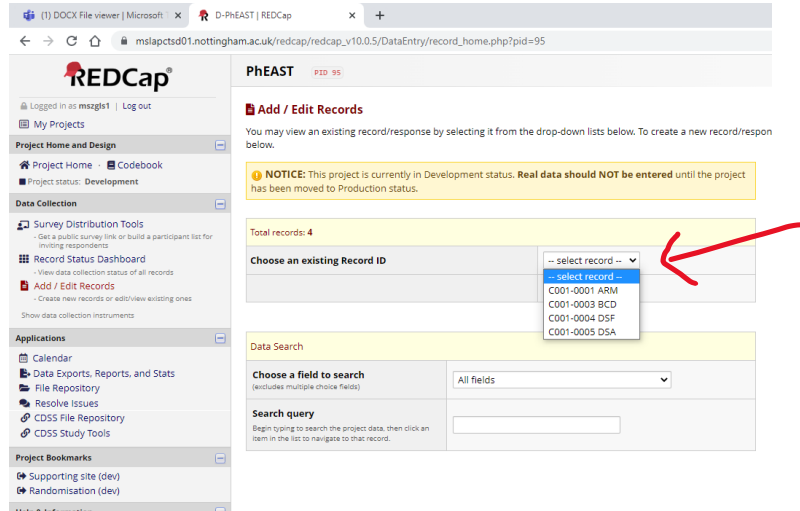 (1) DOCX File viewer | Microsoft
D-PhEAST | REDCap
mslapctsd01.nottingham.ac.uk/redcap/redcap_v10.0.5/DataEntry/record_home.php?pid=95
REDCap®
Logged in as mszgls1 | Log out
My Projects
Project Home and Design
Project Home · Codebook
Project status: Development
Data Collection
Survey Distribution Tools
- Get a public survey link or build a participant list for
inviting respondents
Record Status Dashboard
- View data collection status of all records
Add / Edit Records
- Create new records or edit/view existing ones
Show data collection instruments
Applications
Calendar
Data Exports, Reports, and Stats
File Repository
Resolve Issues
CDSS File Repository
CDSS Study Tools
Project Bookmarks
Supporting site (dev)
Randomisation (dev)
Help & Information
PhEAST PID 95
Add / Edit Records
You may view an existing record/response by selecting it from the drop-down lists below. To create a new record/respon
below.
NOTICE: This project is currently in Development status. Real data should NOT be entered until the project
has been moved to Production status.
Total records: 4
Choose an existing Record ID
-- select record --
-- select record --
C001-0001 ARM
C001-0003 BCD
C001-0004 DSF
C001-0005 DSA
Data Search
Choose a field to search
(excludes multiple choice fields)
All fields
Search query
Begin typing to search the project data, then click an
item in the list to navigate to that record.